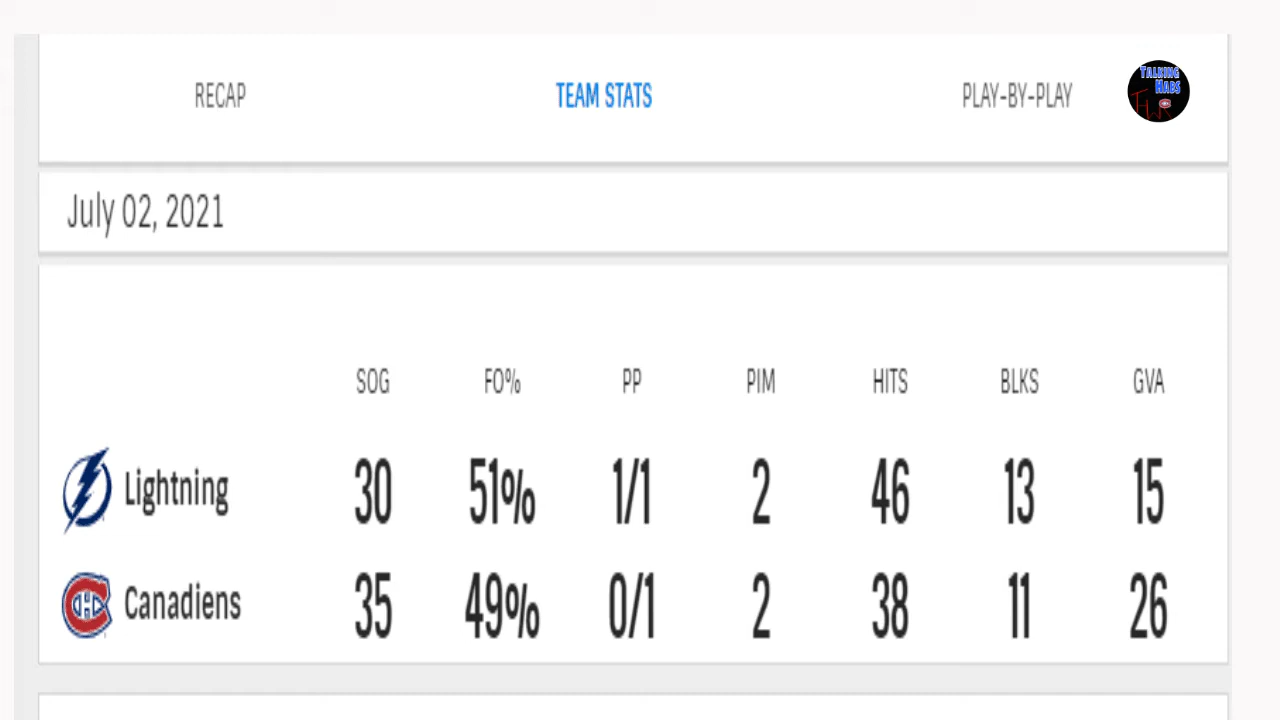 RECAP TEAM STATS PLAY-BY-PLAY
TALKING
HABS
July 02, 2021
SOG FO% PP PIM HITS BLKS GVA
Lightning 30 51% 1/1 2 46 13 15
Canadiens 35 49% 0/1 2 38 11 26